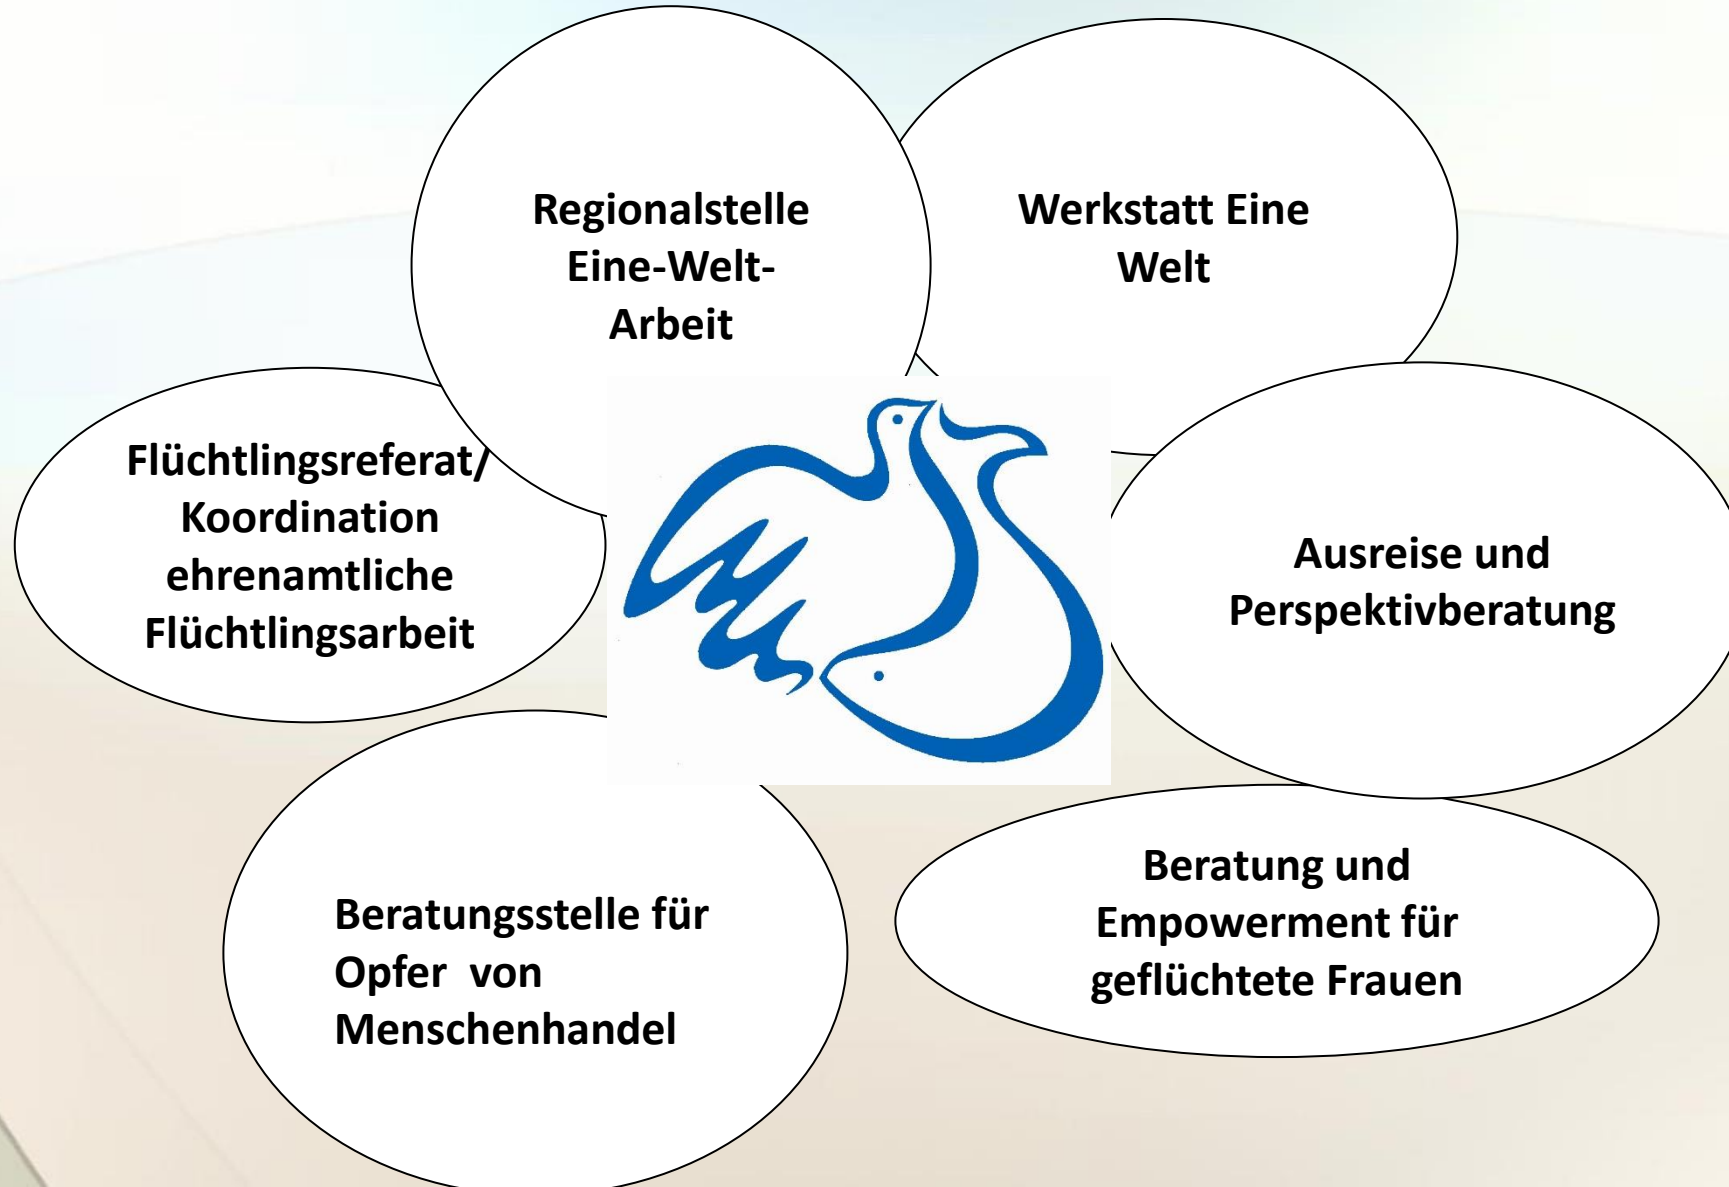 Regionalstelle
Eine-Welt-
Arbeit
Werkstatt Eine
Welt
Flüchtlingsreferat/
Koordination
ehrenamtliche
Flüchtlingsarbeit
Ausreise und
Perspektivberatung
Beratungsstelle für
Opfer  von
Menschenhandel
Beratung und
Empowerment für
geflüchtete Frauen